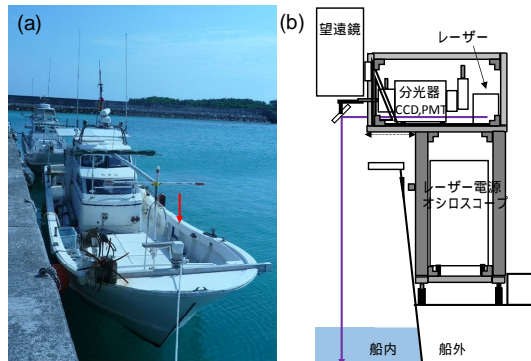 (a)
(b)
望遠鏡
レーザー
分光器
CCD,PMT
レーザー電源
オシロスコープ
船内
船外